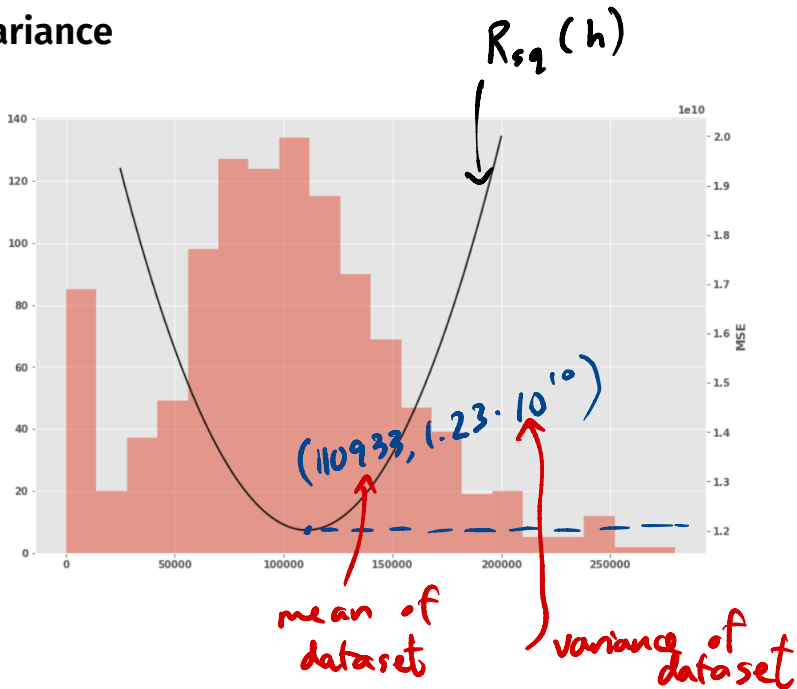 ariance
R_sq (h)
1e10
140
120
100
80
60
40
20
0
2.0
1.9
1.8
1.7
1.6
1.5
1.4
1.3
1.2
MSE
(110933, 1.23 · 10^10)
0 50000 100000 150000 200000 250000
mean of
dataset
variance of
dataset